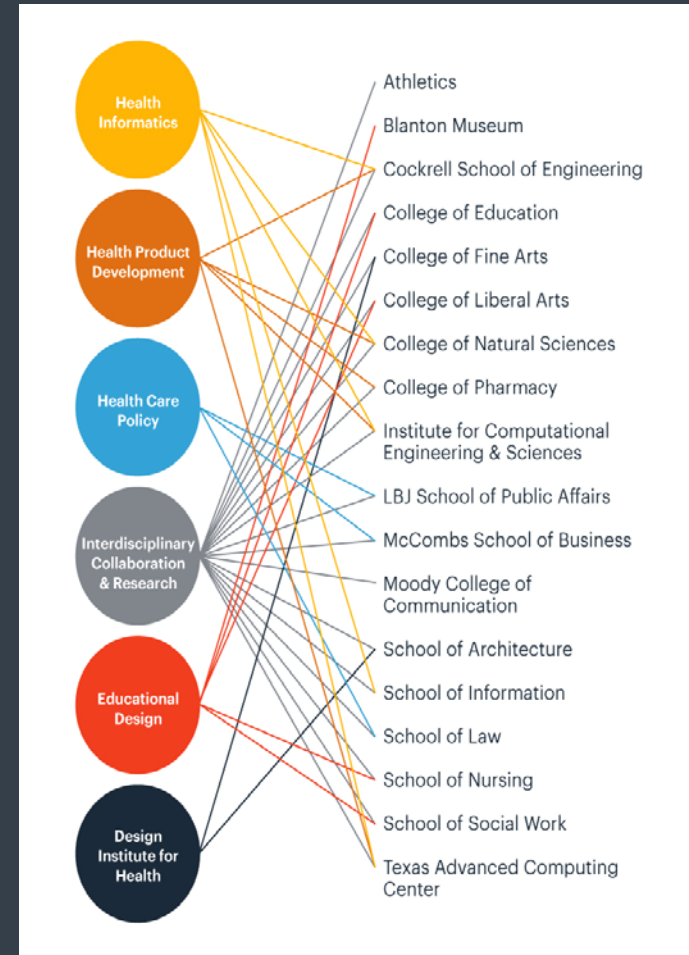 Health
Informatics
Health Product
Development
Health Care
Policy
Interdisciplinary
Collaboration
& Research
Educational
Design
Design
Institute for
Health
Athletics
Blanton Museum
Cockrell School of Engineering
College of Education
College of Fine Arts
College of Liberal Arts
College of Natural Sciences
College of Pharmacy
Institute for Computational
Engineering & Sciences
LBJ School of Public Affairs
McCombs School of Business
Moody College of
Communication
School of Architecture
School of Information
School of Law
School of Nursing
School of Social Work
Texas Advanced Computing
Center